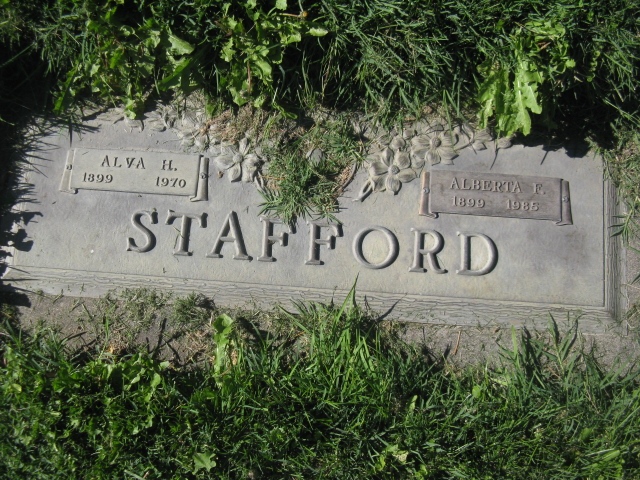 ALVA H.
1899 1970
ALBERTA F.
1899 1985
STAFFORD